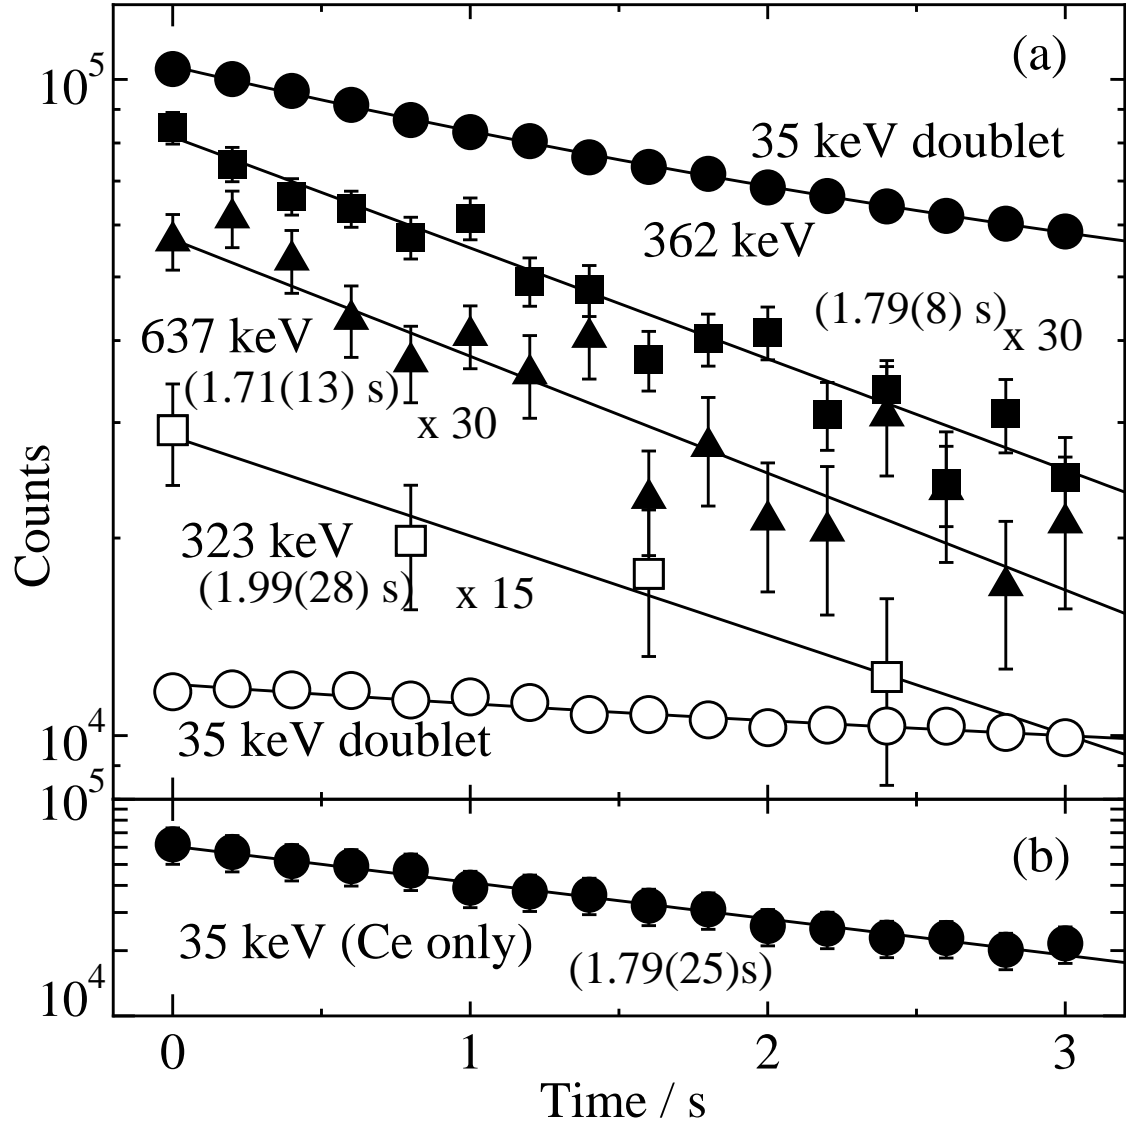 (a)
10^5
35 keV doublet
362 keV
(1.79(8) s)
x 30
637 keV
(1.71(13) s)
x 30
323 keV
(1.99(28) s)
x 15
35 keV doublet
10^4
10^5
(b)
35 keV (Ce only)
(1.79(25)s)
10^4
0 1 2 3
Time / s
Counts